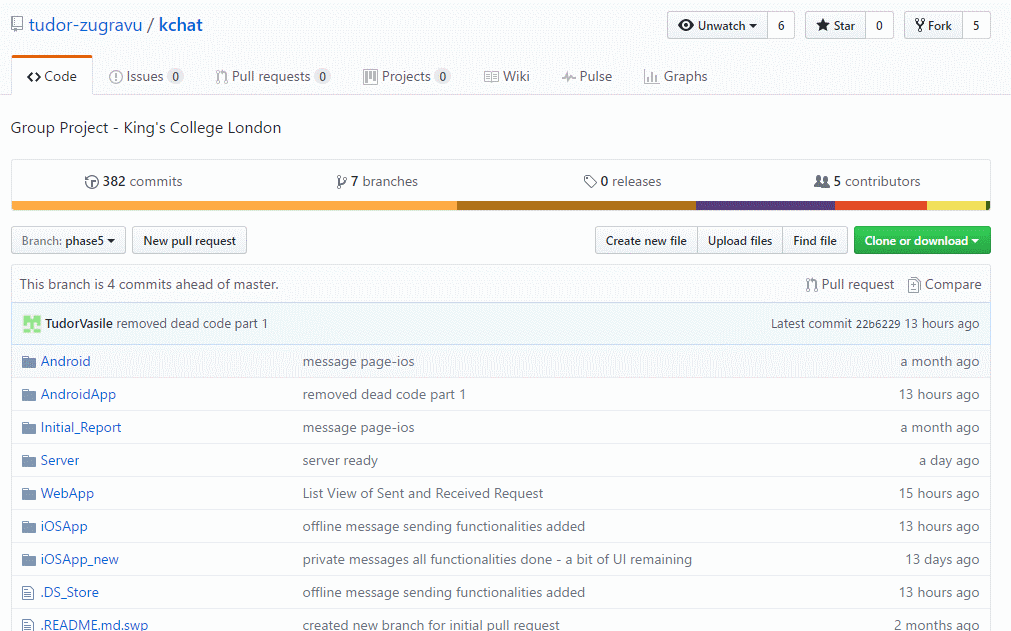 tudor-zugravu / kchat Unwatch 6 Star 0 Fork 5
Code Issues 0 Pull requests 0 Projects 0 Wiki Pulse Graphs
Group Project - King's College London
382 commits 7 branches 0 releases 5 contributors
Branch: phase5 New pull request Create new file Upload files Find file Clone or download
This branch is 4 commits ahead of master. Pull request Compare
TudorVasile removed dead code part 1 Latest commit 22b6229 13 hours ago
Android message page-ios a month ago
AndroidApp removed dead code part 1 13 hours ago
Initial_Report message page-ios a month ago
Server server ready a day ago
WebApp List View of Sent and Received Request 15 hours ago
iOSApp offline message sending functionalities added 13 hours ago
iOSApp_new private messages all functionalities done - a bit of UI remaining 13 days ago
.DS_Store offline message sending functionalities added 13 hours ago
.README.md.swp created new branch for initial pull request 2 months ago